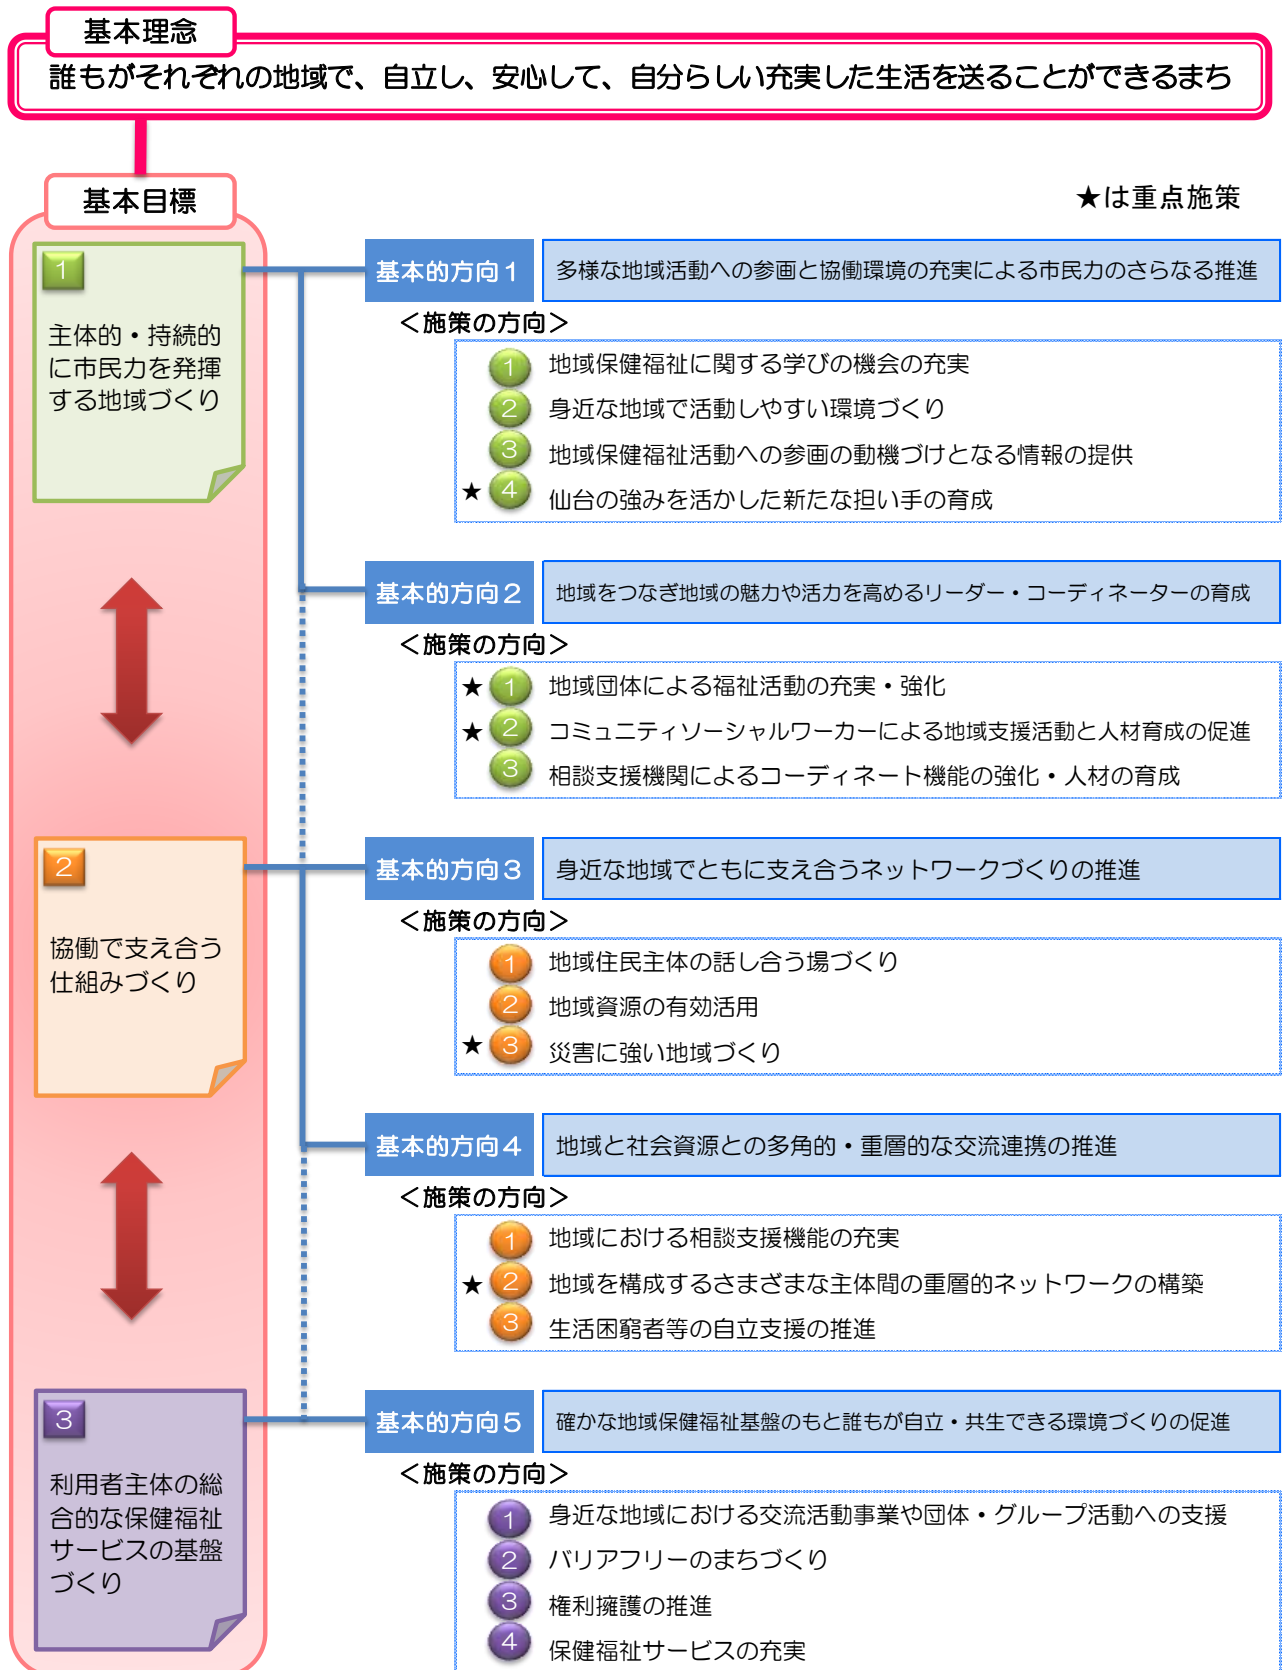 基本理念
誰もがそれぞれの地域で、自立し、安心して、自分らしい充実した生活を送ることができるまち
基本目標
★は重点施策
1
主体的・持続的
に市民力を発揮
する地域づくり
基本的方向1
多様な地域活動への参画と協働環境の充実による市民力のさらなる推進
＜施策の方向＞
1 地域保健福祉に関する学びの機会の充実
2 身近な地域で活動しやすい環境づくり
3 地域保健福祉活動への参画の動機づけとなる情報の提供
★ 4 仙台の強みを活かした新たな担い手の育成
基本的方向2
地域をつなぎ地域の魅力や活力を高めるリーダー・コーディネーターの育成
＜施策の方向＞
★ 1 地域団体による福祉活動の充実・強化
★ 2 コミュニティソーシャルワーカーによる地域支援活動と人材育成の促進
3 相談支援機関によるコーディネート機能の強化・人材の育成
2
協働で支え合う
仕組みづくり
基本的方向3
身近な地域でともに支え合うネットワークづくりの推進
＜施策の方向＞
1 地域住民主体の話し合う場づくり
2 地域資源の有効活用
★ 3 災害に強い地域づくり
基本的方向4
地域と社会資源との多角的・重層的な交流連携の推進
＜施策の方向＞
1 地域における相談支援機能の充実
★ 2 地域を構成するさまざまな主体間の重層的ネットワークの構築
3 生活困窮者等の自立支援の推進
3
利用者主体の総
合的な保健福祉
サービスの基盤
づくり
基本的方向5
確かな地域保健福祉基盤のもと誰もが自立・共生できる環境づくりの促進
＜施策の方向＞
1 身近な地域における交流活動事業や団体・グループ活動への支援
2 バリアフリーのまちづくり
3 権利擁護の推進
4 保健福祉サービスの充実